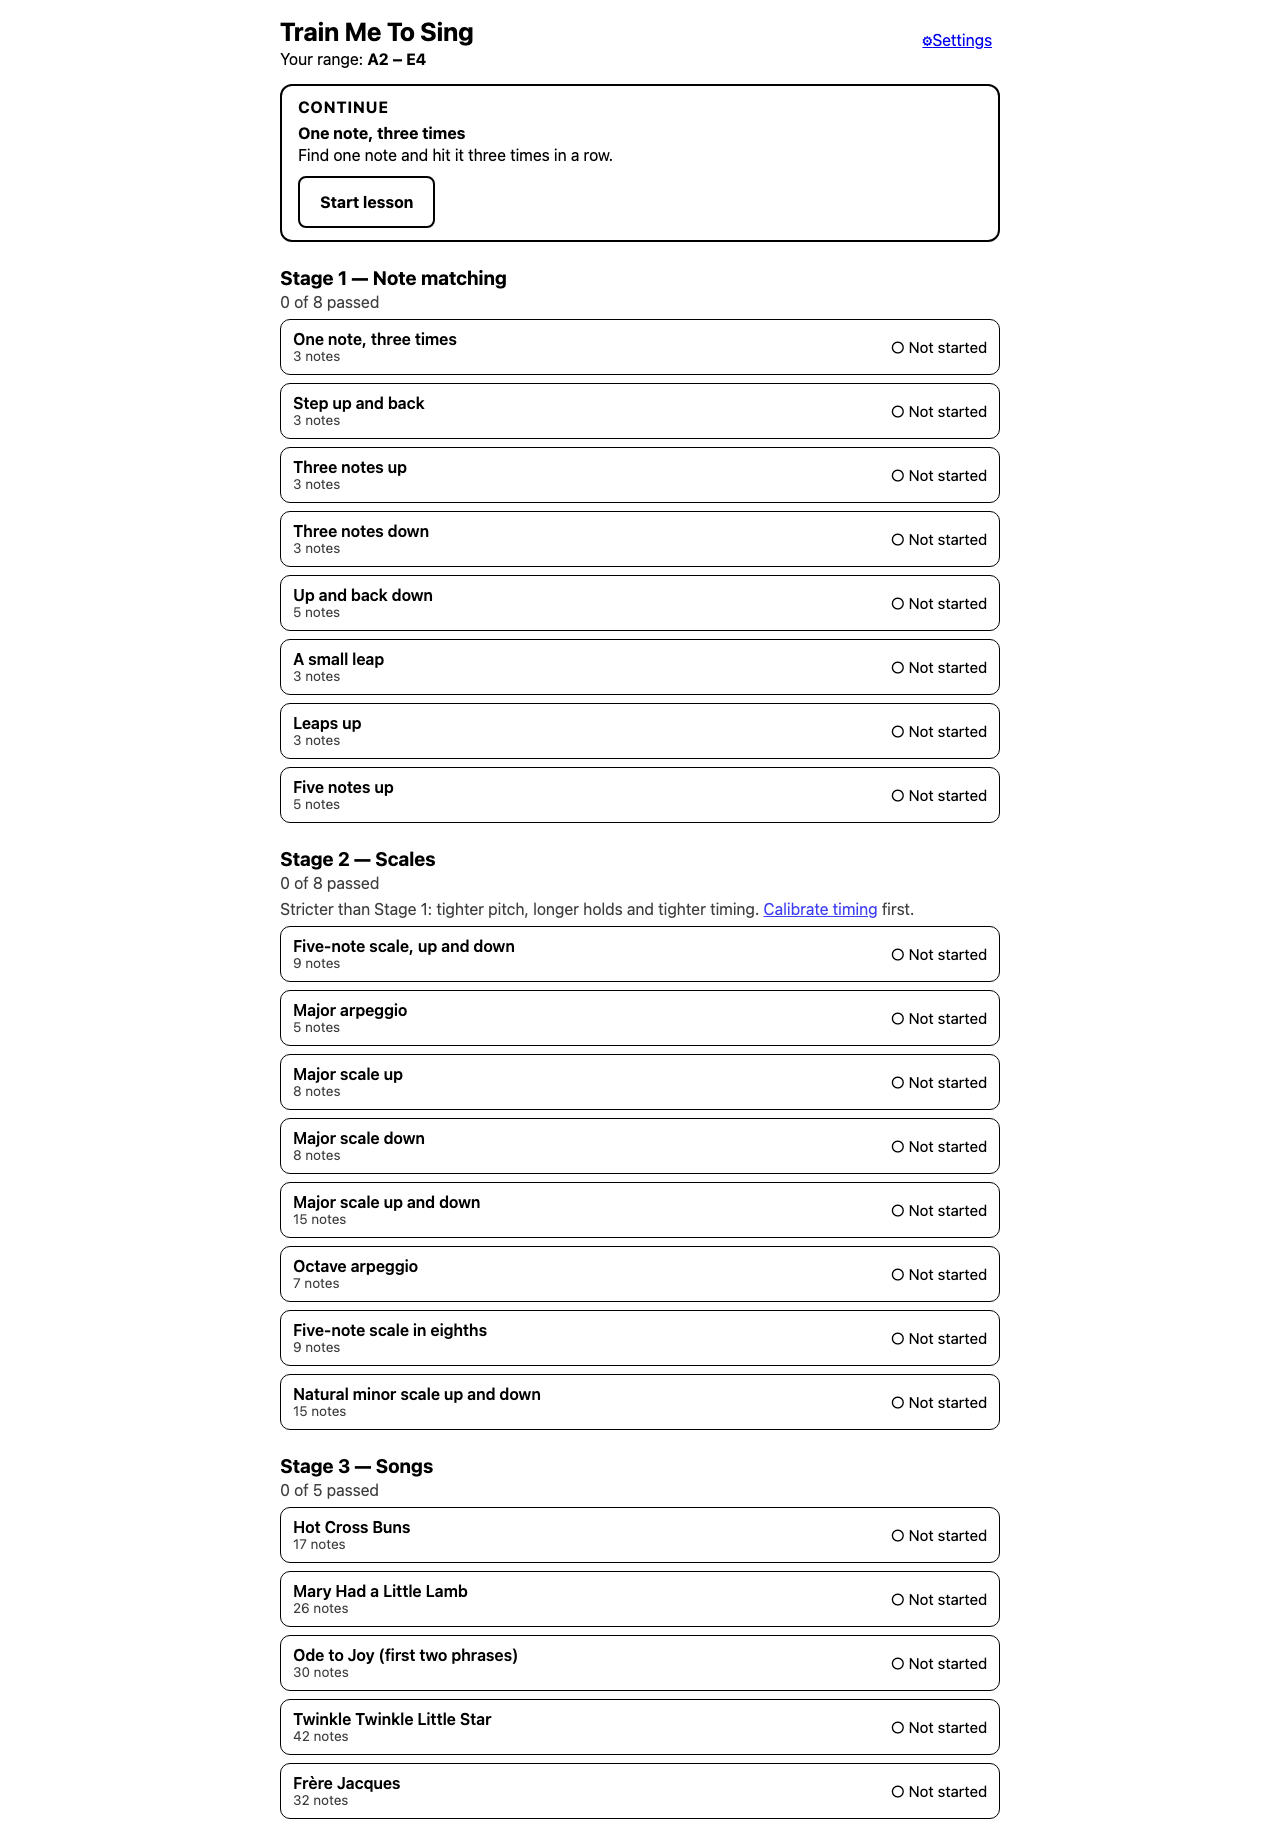 Train Me To Sing
⚙Settings
Your range: A2 – E4
CONTINUE
One note, three times
Find one note and hit it three times in a row.
Start lesson
Stage 1 — Note matching
0 of 8 passed
One note, three times
3 notes
○ Not started
Step up and back
3 notes
○ Not started
Three notes up
3 notes
○ Not started
Three notes down
3 notes
○ Not started
Up and back down
5 notes
○ Not started
A small leap
3 notes
○ Not started
Leaps up
3 notes
○ Not started
Five notes up
5 notes
○ Not started
Stage 2 — Scales
0 of 8 passed
Stricter than Stage 1: tighter pitch, longer holds and tighter timing. Calibrate timing first.
Five-note scale, up and down
9 notes
○ Not started
Major arpeggio
5 notes
○ Not started
Major scale up
8 notes
○ Not started
Major scale down
8 notes
○ Not started
Major scale up and down
15 notes
○ Not started
Octave arpeggio
7 notes
○ Not started
Five-note scale in eighths
9 notes
○ Not started
Natural minor scale up and down
15 notes
○ Not started
Stage 3 — Songs
0 of 5 passed
Hot Cross Buns
17 notes
○ Not started
Mary Had a Little Lamb
26 notes
○ Not started
Ode to Joy (first two phrases)
30 notes
○ Not started
Twinkle Twinkle Little Star
42 notes
○ Not started
Frère Jacques
32 notes
○ Not started